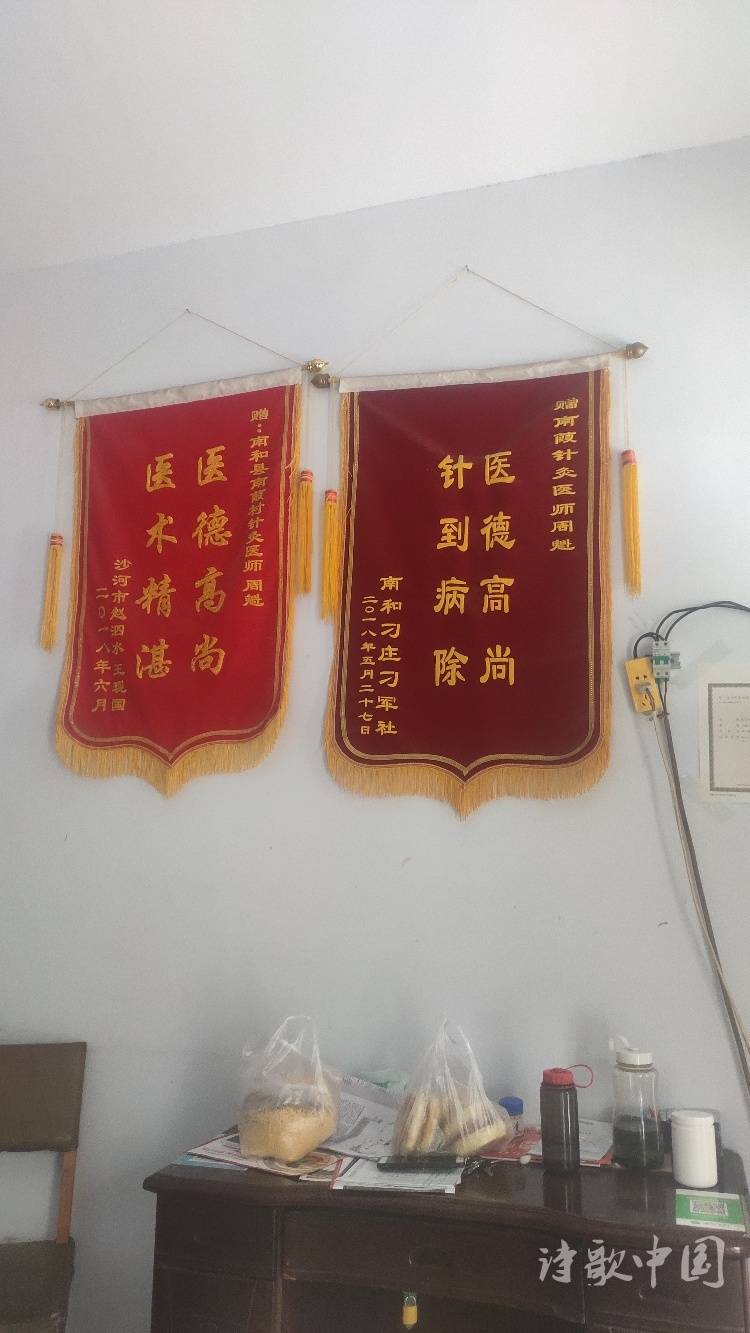 赠：南和县南葭村针灸医师周魁
医德高尚
医术精湛
沙河市赵泗水王现国
二〇一八年六月
赠南葭针灸医师周魁
医德高尚
针到病除
南和刁庄刁军社
二〇一八年五月二十七日
诗歌中国